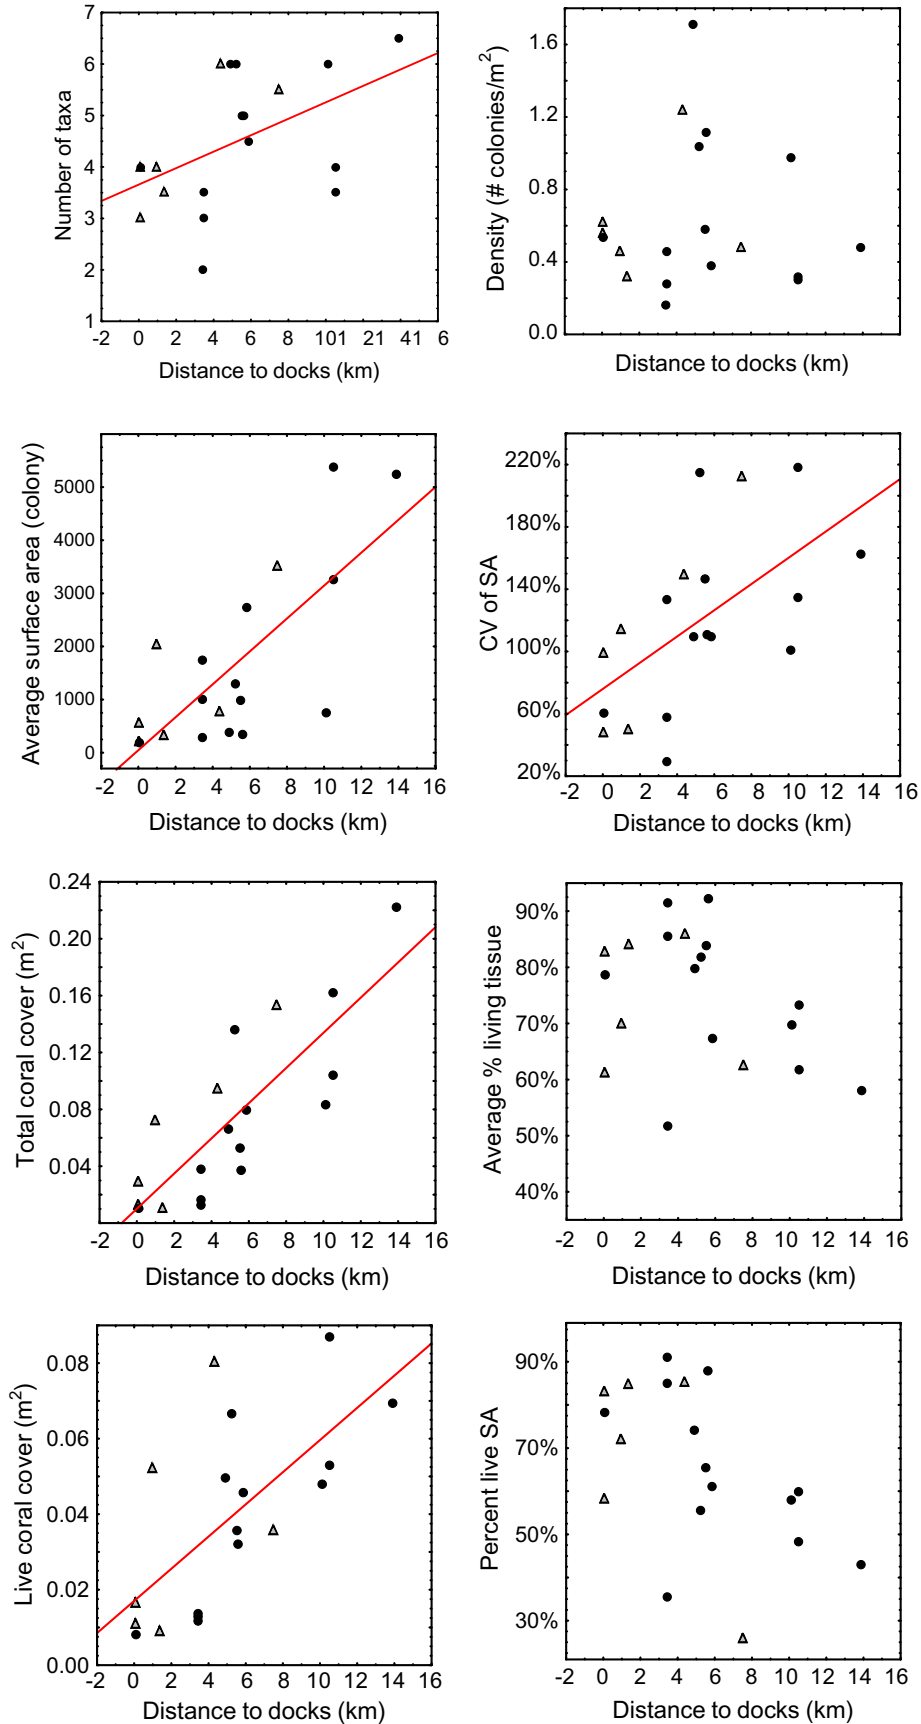 7
6
5
4
3
2
1
Number of taxa
-2 0 2 4 6 8 101 21 41 6
Distance to docks (km)
1.6
1.2
0.8
0.4
0.0
Density (# colonies/m²)
Distance to docks (km)
5000
4000
3000
2000
1000
0
Average surface area (colony)
-2 0 2 4 6 8 10 12 14 16
Distance to docks (km)
220%
180%
140%
100%
60%
20%
CV of SA
-2 0 2 4 6 8 10 12 14 16
Distance to docks (km)
0.24
0.20
0.16
0.12
0.08
0.04
Total coral cover (m²)
-2 0 2 4 6 8 10 12 14 16
Distance to docks (km)
90%
80%
70%
60%
50%
40%
Average % living tissue
-2 0 2 4 6 8 10 12 14 16
Distance to docks (km)
0.08
0.06
0.04
0.02
0.00
Live coral cover (m²)
-2 0 2 4 6 8 10 12 14 16
Distance to docks (km)
90%
70%
50%
30%
Percent live SA
-2 0 2 4 6 8 10 12 14 16
Distance to docks (km)